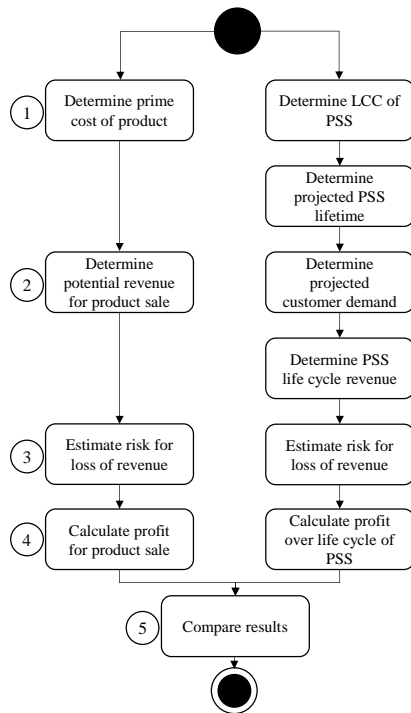 1
Determine prime
cost of product
Determine LCC of
PSS
Determine
projected PSS
lifetime
2
Determine
potential revenue
for product sale
Determine
projected
customer demand
Determine PSS
life cycle revenue
3
Estimate risk for
loss of revenue
Estimate risk for
loss of revenue
4
Calculate profit
for product sale
Calculate profit
over life cycle of
PSS
5
Compare results